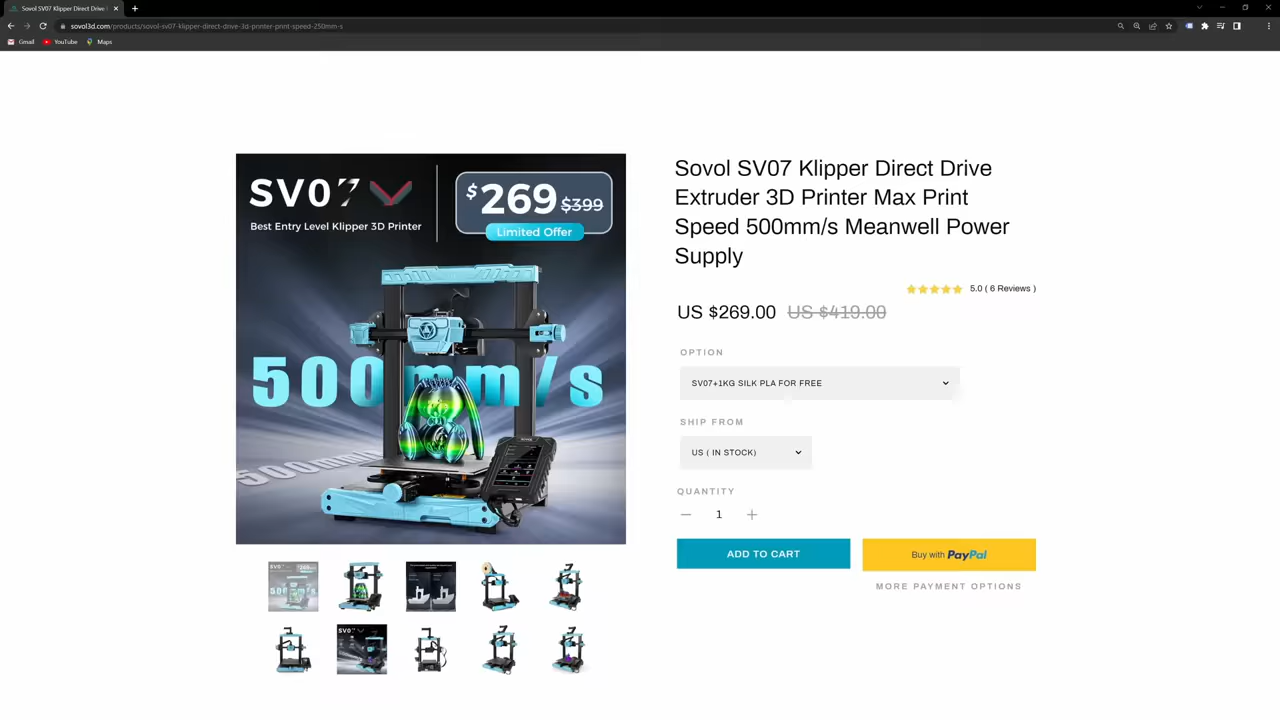 Sovol SV07 Klipper Direct Drive
sovol3d.com/products/sovol-sv07-klipper-direct-drive-3d-printer-print-speed-250mm-s
Gmail YouTube Maps
SV07
Best Entry Level Klipper 3D Printer
$269 $399
Limited Offer
500mm/s
500mm/s
Sovol SV07 Klipper Direct Drive
Extruder 3D Printer Max Print
Speed 500mm/s Meanwell Power
Supply
5.0 ( 6 Reviews )
US $269.00 US $419.00
OPTION
SV07+1KG SILK PLA FOR FREE
SHIP FROM
US ( IN STOCK)
QUANTITY
1
ADD TO CART
Buy with PayPal
MORE PAYMENT OPTIONS